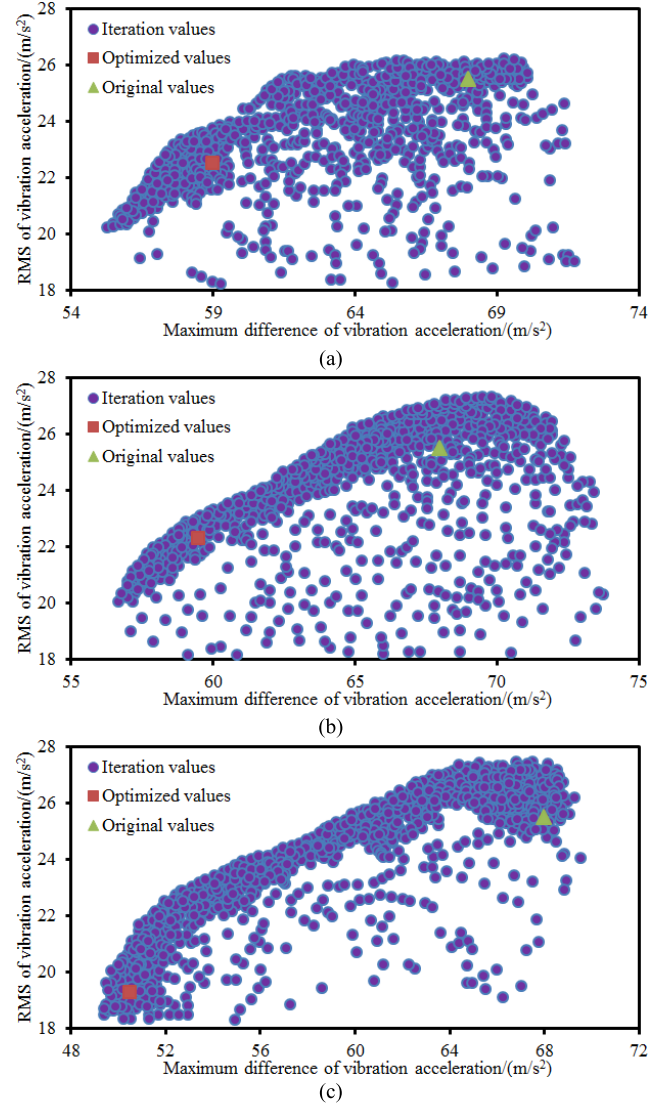 28
26
24
22
20
18
RMS of vibration acceleration/(m/s²)
Iteration values
Optimized values
Original values
54 59 64 69 74
Maximum difference of vibration acceleration/(m/s²)
(a)
28
26
24
22
20
18
RMS of vibration acceleration/(m/s²)
Iteration values
Optimized values
Original values
55 60 65 70 75
Maximum difference of vibration acceleration/(m/s²)
(b)
28
26
24
22
20
18
RMS of vibration acceleration/(m/s²)
Iteration values
Optimized values
Original values
48 52 56 60 64 68 72
Maximum difference of vibration acceleration/(m/s²)
(c)